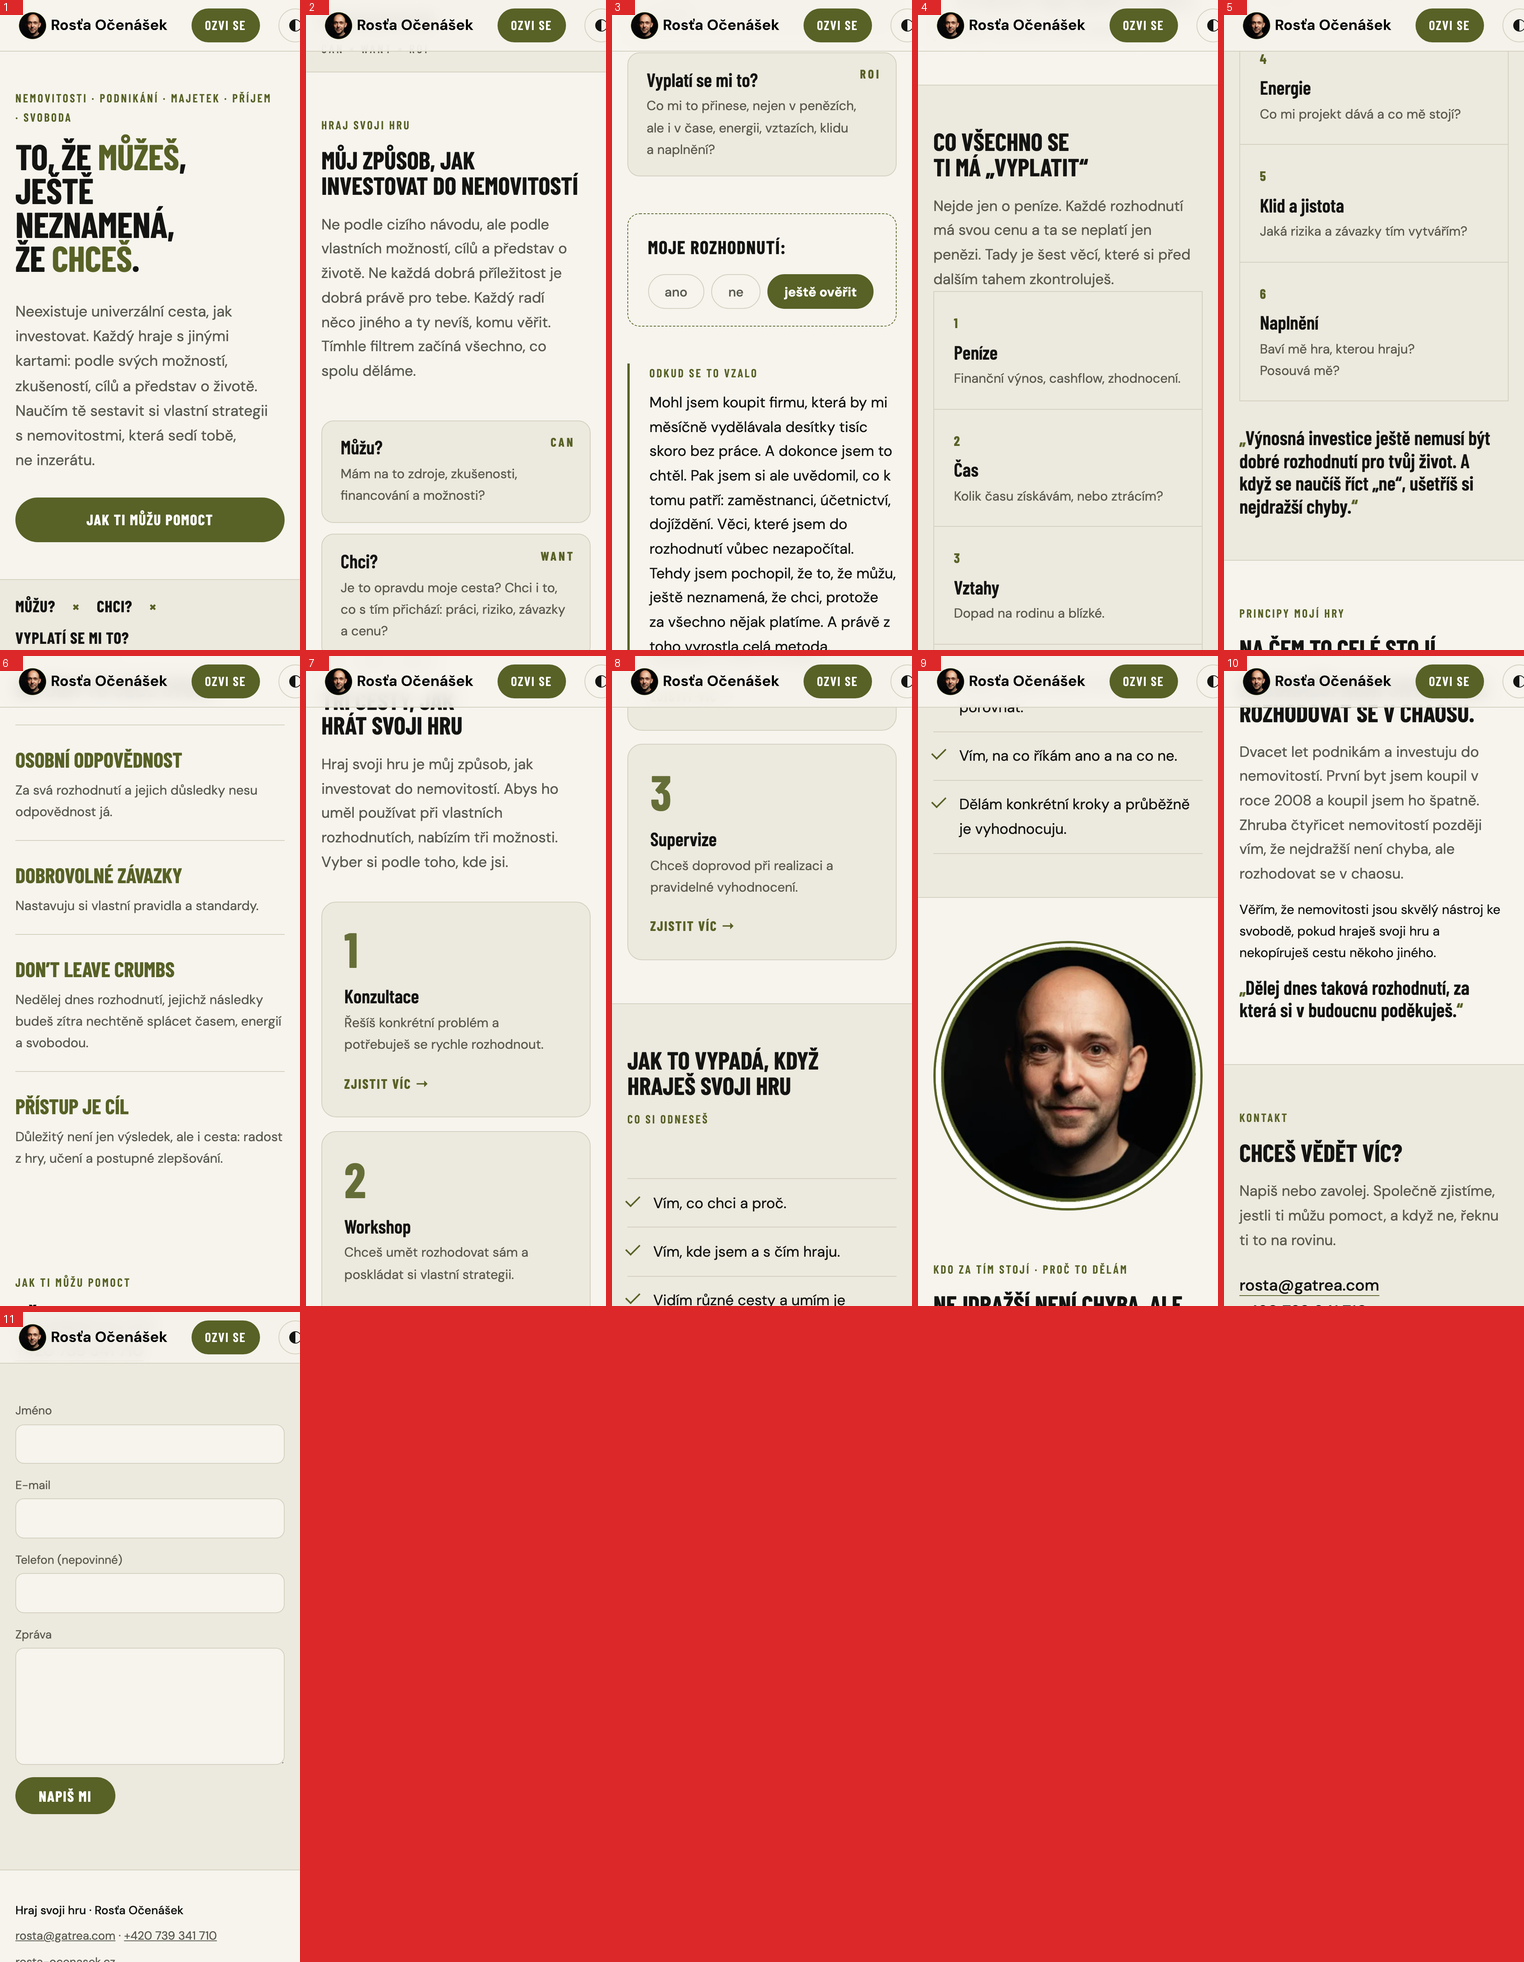 1
Rosťa Očenášek
OZVI SE
NEMOVITOSTI · PODNIKÁNÍ · MAJETEK · PŘÍJEM
· SVOBODA
TO, ŽE MŮŽEŠ,
JEŠTĚ
NEZNAMENÁ,
ŽE CHCEŠ.
Neexistuje univerzální cesta, jak
investovat. Každý hraje s jinými
kartami: podle svých možností,
zkušeností, cílů a představ o životě.
Naučím tě sestavit si vlastní strategii
s nemovitostmi, která sedí tobě,
ne inzerátu.
JAK TI MŮŽU POMOCT
MŮŽU? × CHCI? ×
VYPLATÍ SE MI TO?
2
Rosťa Očenášek
OZVI SE
HRAJ SVOJI HRU
MŮJ ZPŮSOB, JAK
INVESTOVAT DO NEMOVITOSTÍ
Ne podle cizího návodu, ale podle
vlastních možností, cílů a představ o
životě. Ne každá dobrá příležitost je
dobrá právě pro tebe. Každý radí
něco jiného a ty nevíš, komu věřit.
Tímhle filtrem začíná všechno, co
spolu děláme.
Můžu?
CAN
Mám na to zdroje, zkušenosti,
financování a možnosti?
Chci?
WANT
Je to opravdu moje cesta? Chci i to,
co s tím přichází: práci, riziko, závazky
a cenu?
3
Rosťa Očenášek
OZVI SE
Vyplatí se mi to?
ROI
Co mi to přinese, nejen v penězích,
ale i v čase, energii, vztazích, klidu
a naplnění?
MOJE ROZHODNUTÍ:
ano
ne
ještě ověřit
ODKUD SE TO VZALO
Mohl jsem koupit firmu, která by mi
měsíčně vydělávala desítky tisíc
skoro bez práce. A dokonce jsem to
chtěl. Pak jsem si ale uvědomil, co k
tomu patří: zaměstnanci, účetnictví,
dojíždění. Věci, které jsem do
rozhodnutí vůbec nezapočítal.
Tehdy jsem pochopil, že to, že můžu,
ještě neznamená, že chci, protože
za všechno nějak platíme. A právě z
toho vyrostla celá metoda.
4
Rosťa Očenášek
OZVI SE
CO VŠECHNO SE
TI MÁ „VYPLATIT“
Nejde jen o peníze. Každé rozhodnutí
má svou cenu a ta se neplatí jen
penězi. Tady je šest věcí, které si před
dalším tahem zkontroluješ.
1
Peníze
Finanční výnos, cashflow, zhodnocení.
2
Čas
Kolik času získávám, nebo ztrácím?
3
Vztahy
Dopad na rodinu a blízké.
5
Rosťa Očenášek
OZVI SE
4
Energie
Co mi projekt dává a co mě stojí?
5
Klid a jistota
Jaká rizika a závazky tím vytvářím?
6
Naplnění
Baví mě hra, kterou hraju?
Posouvá mě?
„Výnosná investice ještě nemusí být
dobré rozhodnutí pro tvůj život. A
když se naučíš říct „ne“, ušetříš si
nejdražší chyby.“
PRINCIPY MOJÍ HRY
NA ČEM TO CELÉ STOJÍ
6
Rosťa Očenášek
OZVI SE
OSOBNÍ ODPOVĚDNOST
Za svá rozhodnutí a jejich důsledky nesu
odpovědnost já.
DOBROVOLNÉ ZÁVAZKY
Nastavuju si vlastní pravidla a standardy.
DON’T LEAVE CRUMBS
Nedělej dnes rozhodnutí, jejichž následky
budeš zítra nechtěně splácet časem, energií
a svobodou.
PŘÍSTUP JE CÍL
Důležitý není jen výsledek, ale i cesta: radost
z hry, učení a postupné zlepšování.
JAK TI MŮŽU POMOCT
7
Rosťa Očenášek
OZVI SE
TŘI CESTY, JAK
HRÁT SVOJI HRU
Hraj svoji hru je můj způsob, jak
investovat do nemovitostí. Abys ho
uměl používat při vlastních
rozhodnutích, nabízím tři možnosti.
Vyber si podle toho, kde jsi.
1
Konzultace
Řešíš konkrétní problém a
potřebuješ se rychle rozhodnout.
ZJISTIT VÍC →
2
Workshop
Chceš umět rozhodovat sám a
poskládat si vlastní strategii.
8
Rosťa Očenášek
OZVI SE
3
Supervize
Chceš doprovod při realizaci a
pravidelné vyhodnocení.
ZJISTIT VÍC →
JAK TO VYPADÁ, KDYŽ
HRAJEŠ SVOJI HRU
CO SI ODNESEŠ
Vím, co chci a proč.
Vím, kde jsem a s čím hraju.
Vidím různé cesty a umím je
9
Rosťa Očenášek
OZVI SE
porovnat.
Vím, na co říkám ano a na co ne.
Dělám konkrétní kroky a průběžně
je vyhodnocuju.
KDO ZA TÍM STOJÍ · PROČ TO DĚLÁM
NEJDRAŽŠÍ NENÍ CHYBA, ALE
10
Rosťa Očenášek
OZVI SE
ROZHODOVAT SE V CHAOSU.
Dvacet let podnikám a investuju do
nemovitostí. První byt jsem koupil v
roce 2008 a koupil jsem ho špatně.
Zhruba čtyřicet nemovitostí později
vím, že nejdražší není chyba, ale
rozhodovat se v chaosu.
Věřím, že nemovitosti jsou skvělý nástroj ke
svobodě, pokud hraješ svoji hru a
nekopíruješ cestu někoho jiného.
„Dělej dnes taková rozhodnutí, za
která si v budoucnu poděkuješ.“
KONTAKT
CHCEŠ VĚDĚT VÍC?
Napiš nebo zavolej. Společně zjistíme,
jestli ti můžu pomoct, a když ne, řeknu
ti to na rovinu.
rosta@gatrea.com
11
Rosťa Očenášek
OZVI SE
Jméno
E-mail
Telefon (nepovinné)
Zpráva
NAPIŠ MI
Hraj svoji hru · Rosťa Očenášek
rosta@gatrea.com · +420 739 341 710